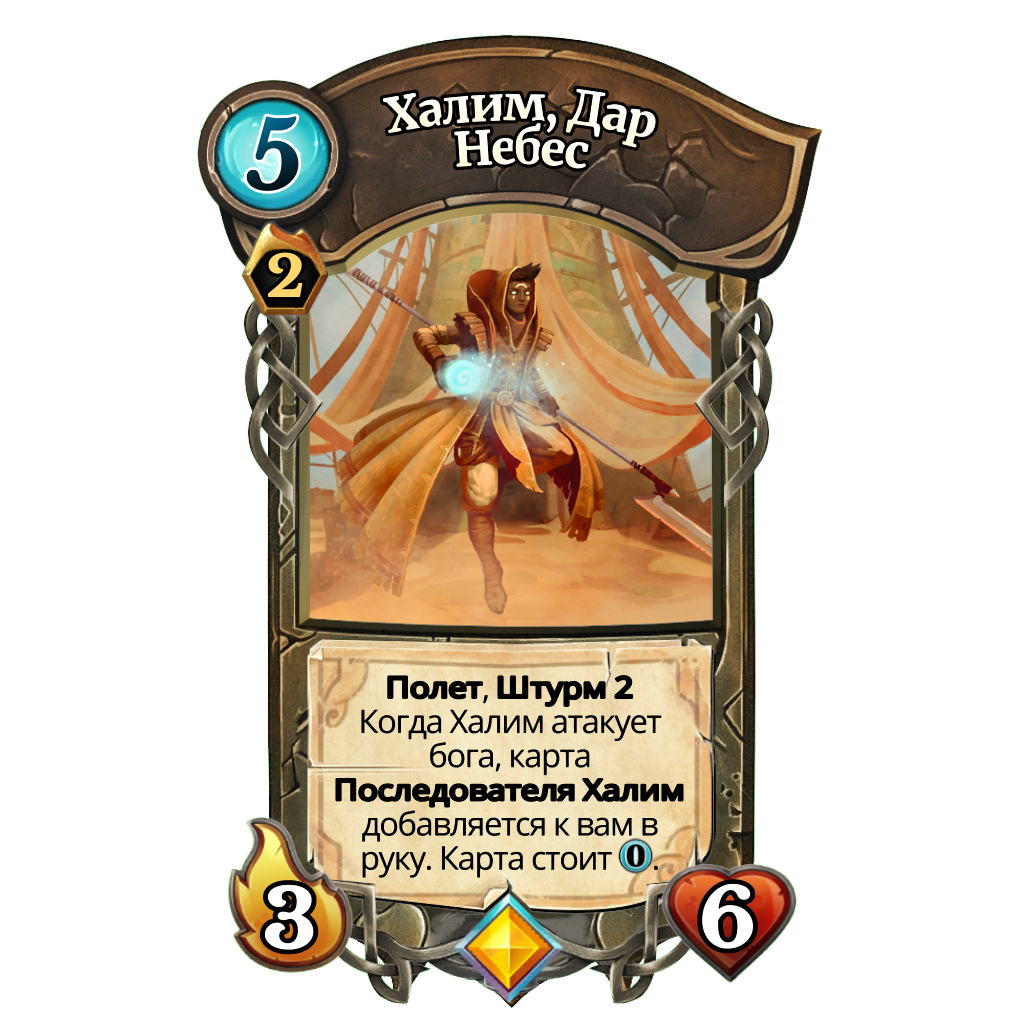 5
Халим, Дар
Небес
2
Полет, Штурм 2
Когда Халим атакует
бога, карта
Последователя Халим
добавляется к вам в
руку. Карта стоит 0.
3
6